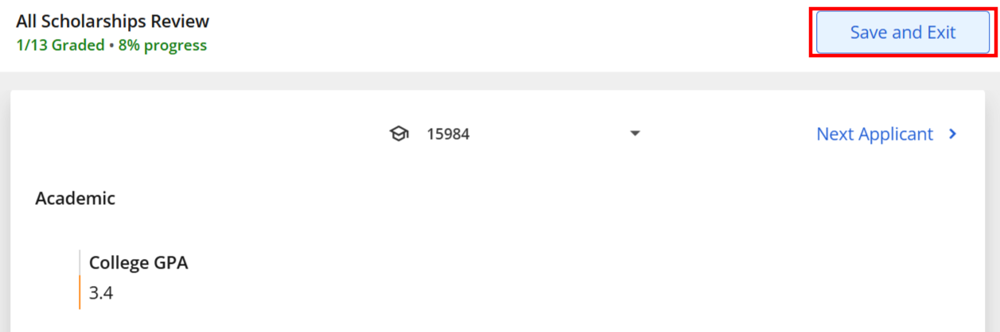 All Scholarships Review
Save and Exit
1/13 Graded • 8% progress
15984
Next Applicant
Academic
College GPA
3.4